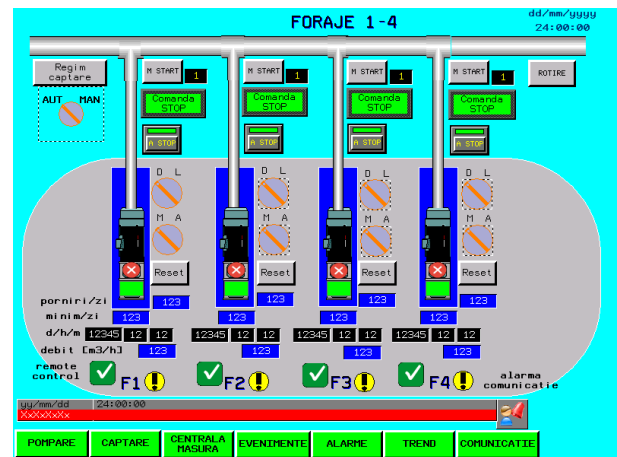 FORAJE 1-4
dd/mm/yyyy
24:00:00
Regim
captare
AUT MAN
M START 1 M START 1 M START 1 M START 1 ROTIRE
Comanda
STOP
Comanda
STOP
Comanda
STOP
Comanda
STOP
A STOP A STOP A STOP A STOP
D L D L D L D L
M A M A M A M A
Reset Reset Reset Reset
porniri/zi 123 123 123 123
minim/zi 123 123 123 123
d/h/m 12345 12 12 12345 12 12 12345 12 12 12345 12 12
debit [m3/h] 123 123 123 123
remote
control
F1 F2 F3 F4
alarma
comunicatie
yy/mm/dd 24:00:00
XxXxXxXx
POMPARE CAPTARE CENTRALA
MASURA EVENIMENTE ALARME TREND COMUNICATIE